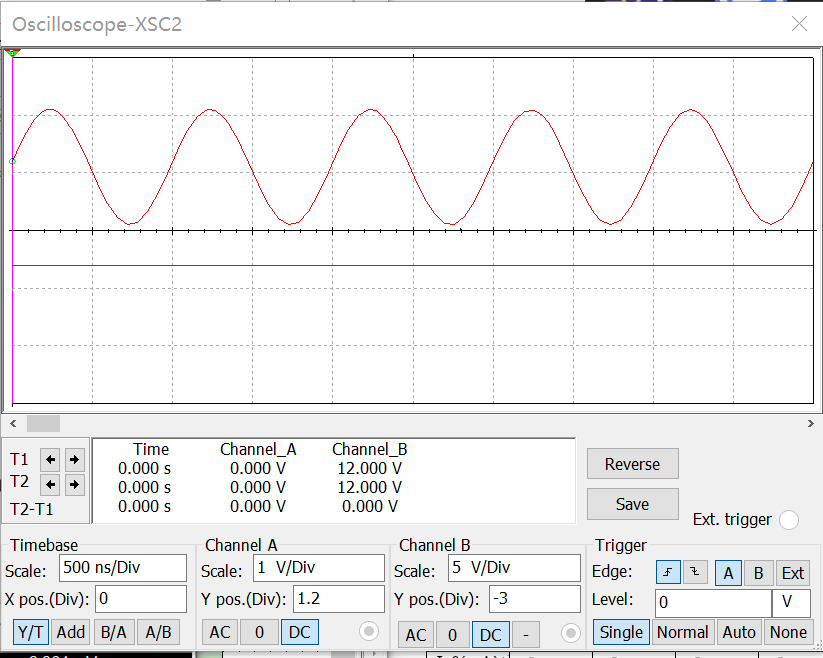 Oscilloscope-XSC2
Time Channel_A Channel_B
T1 0.000 s 0.000 V 12.000 V
T2 0.000 s 0.000 V 12.000 V
T2-T1 0.000 s 0.000 V 0.000 V
Reverse
Save
Ext. trigger
Timebase
Scale: 500 ns/Div
X pos.(Div): 0
Y/T Add B/A A/B
Channel A
Scale: 1 V/Div
Y pos.(Div): 1.2
AC 0 DC
Channel B
Scale: 5 V/Div
Y pos.(Div): -3
AC 0 DC -
Trigger
Edge: A B Ext
Level: 0 V
Single Normal Auto None